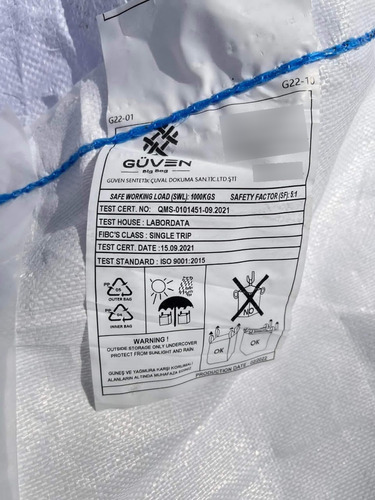 G22-01
G22-10
GÜVEN
Big Bag
GÜVEN SENTETİK ÇUVAL DOKUMA SAN.TİC.LTD.ŞTİ
SAFE WORKING LOAD (SWL): 1000KGS SAFETY FACTOR (SF): 5:1
TEST CERT. NO: QMS-0101451-09.2021
TEST HOUSE : LABORDATA
FIBC'S CLASS : SINGLE TRIP
TEST CERT. DATE : 15.09.2021
TEST STANDARD : ISO 9001:2015
PP 05
OUTER BAG
PP 05
INNER BAG
NO
WARNING !
OUTSIDE STORAGE ONLY UNDERCOVER
PROTECT FROM SUNLIGHT AND RAIN
GÜNEŞ VE YAĞMURA KARŞI KORUMALI
ALANLARIN ALTINDA MUHAFAZA EDİNİZ
OK
OK
PRODUCTION DATE